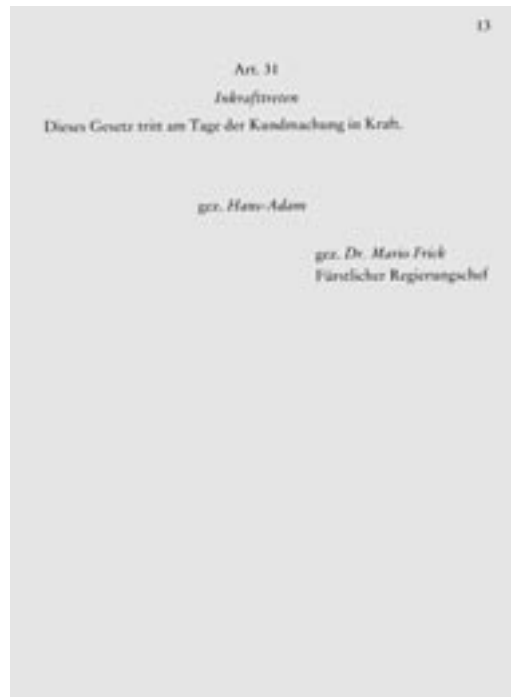 13
Art. 31
Inkrafttreten
Dieses Gesetz tritt am Tage der Kundmachung in Kraft.
gez. Hans-Adam
gez. Dr. Mario Frick
Fürstlicher Regierungschef